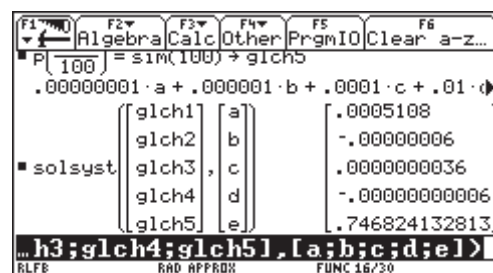 F1 F2 F3 F4 F5 F6
Algebra Calc Other PrgmIO Clear a-z…
P(1/100) = sim(100) → glch5
.00000001·a + .000001·b + .0001·c + .01·d
[glch1] [a] [.0005108
glch2 b -.00000006
solsyst glch3 , c .0000000036
glch4 d -.00000000006
glch5 e .746824132813
…h3;glch4;glch5],[a;b;c;d;e])
RLFB RAD APPROX FUNC 16/30